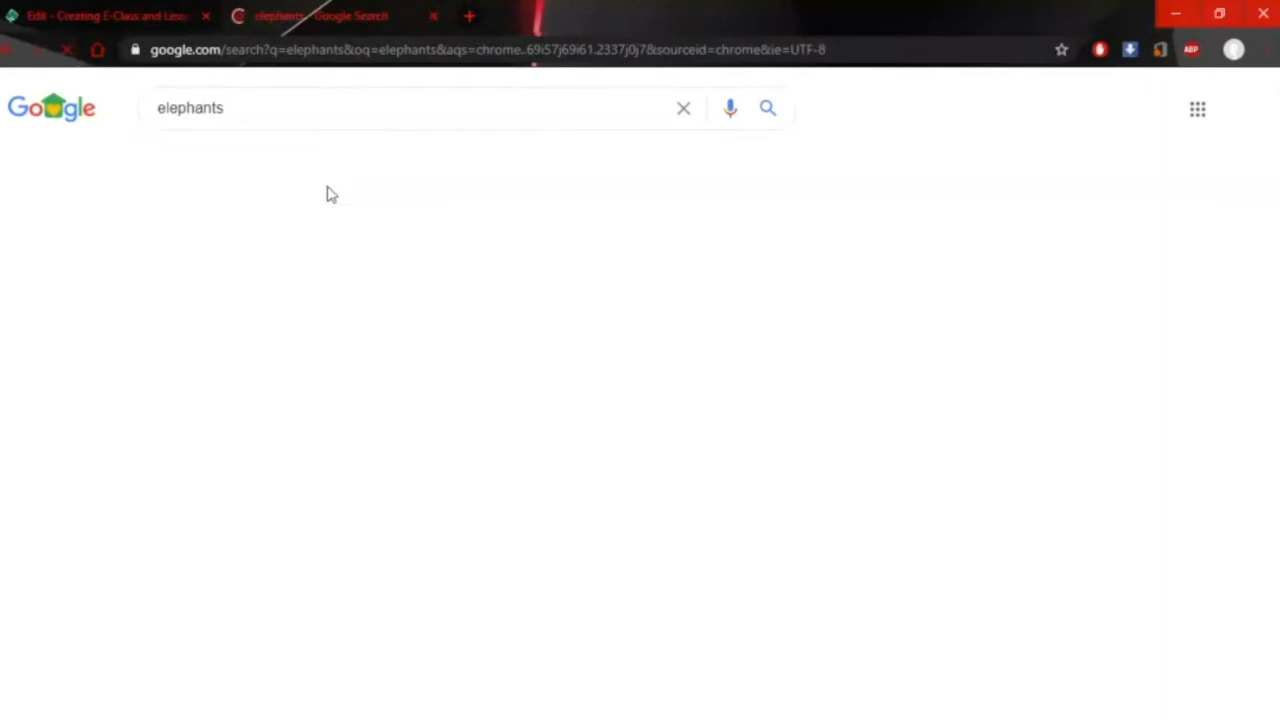 Edit - Creating E-Class and Less
elephants - Google Search
google.com/search?q=elephants&oq=elephants&aqs=chrome..69i57j69i61.2337j0j7&sourceid=chrome&ie=UTF-8
ABP
Google
elephants